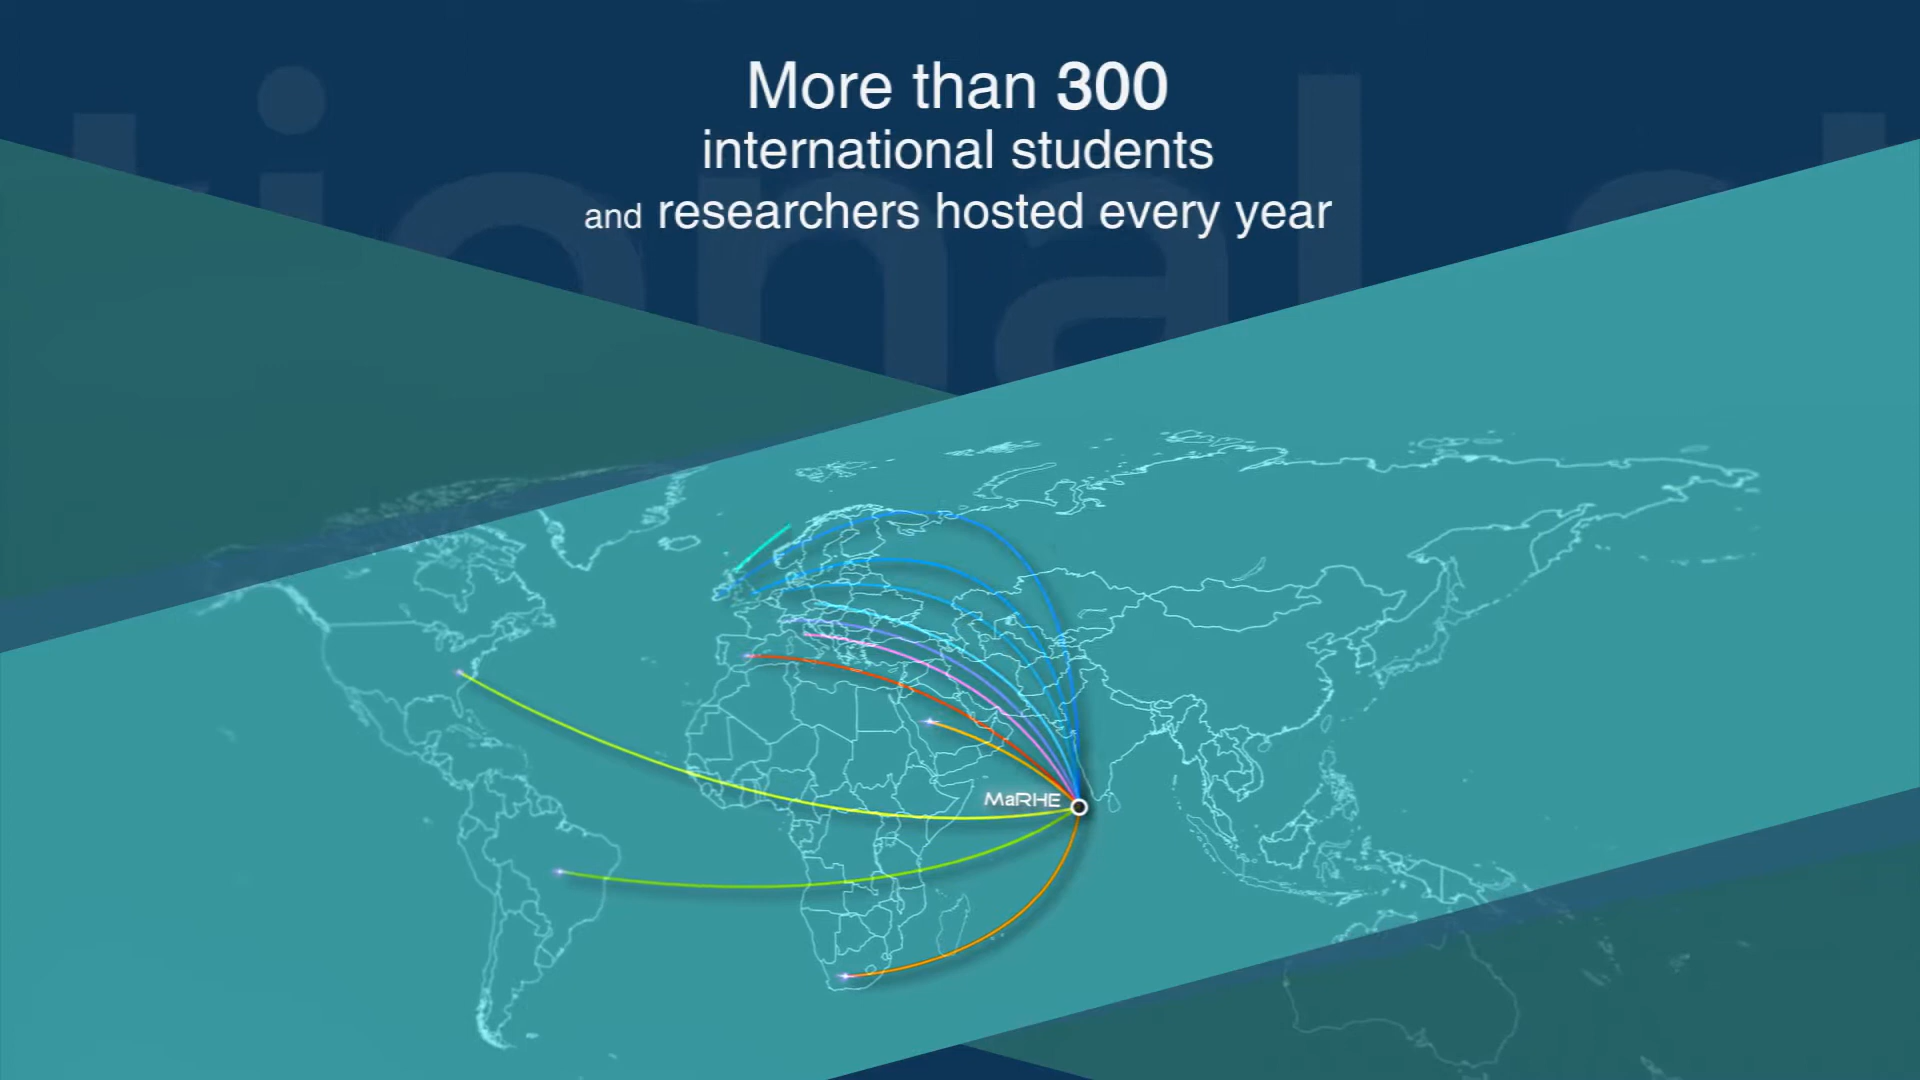 More than 300
international students
and researchers hosted every year
MaRHE